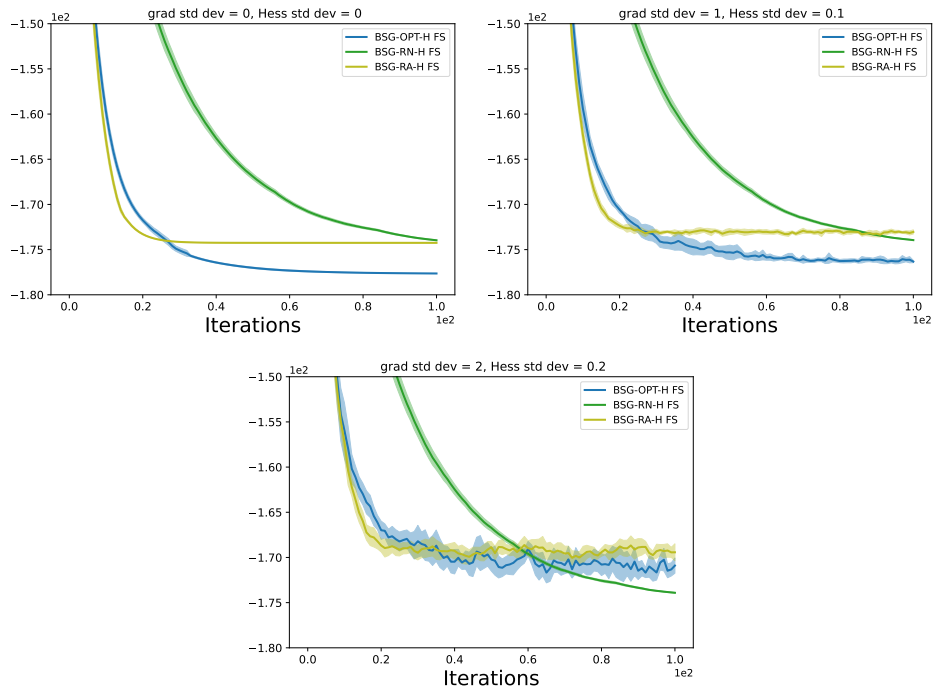 grad std dev = 0, Hess std dev = 0
1e2
−1.50
−1.55
−1.60
−1.65
−1.70
−1.75
−1.80
BSG-OPT-H FS
BSG-RN-H FS
BSG-RA-H FS
0.0 0.2 0.4 0.6 0.8 1.0
1e2
Iterations
grad std dev = 1, Hess std dev = 0.1
1e2
−1.50
−1.55
−1.60
−1.65
−1.70
−1.75
−1.80
BSG-OPT-H FS
BSG-RN-H FS
BSG-RA-H FS
0.0 0.2 0.4 0.6 0.8 1.0
1e2
Iterations
grad std dev = 2, Hess std dev = 0.2
1e2
−1.50
−1.55
−1.60
−1.65
−1.70
−1.75
−1.80
BSG-OPT-H FS
BSG-RN-H FS
BSG-RA-H FS
0.0 0.2 0.4 0.6 0.8 1.0
1e2
Iterations